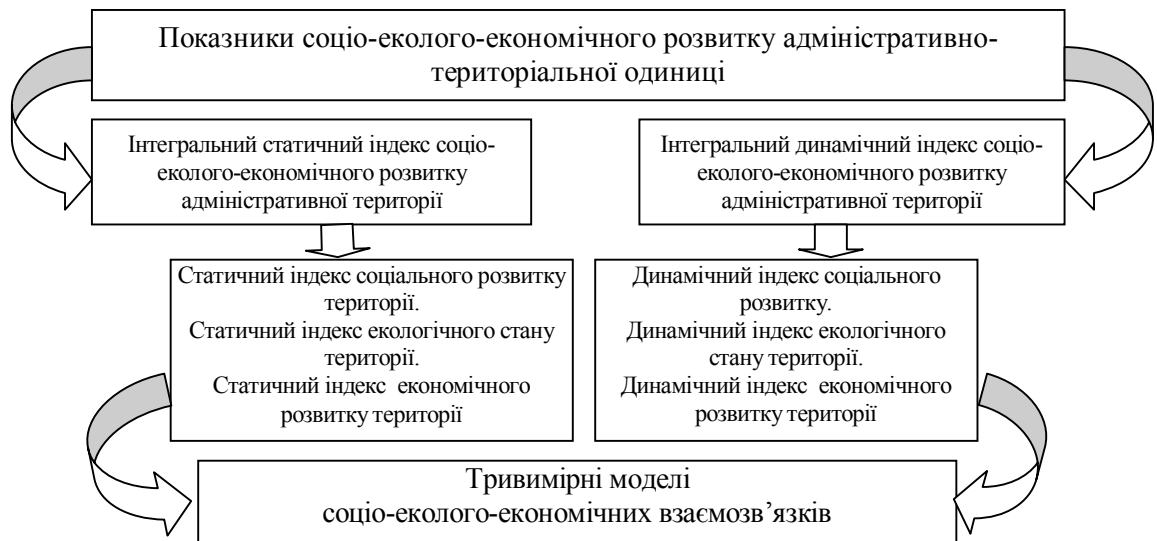 Показники соціо-еколого-економічного розвитку адміністративно-
територіальної одиниці
Інтегральний статичний індекс соціо-
еколого-економічного розвитку
адміністративної території
Інтегральний динамічний індекс соціо-
еколого-економічного розвитку
адміністративної території
Статичний індекс соціального розвитку
території.
Статичний індекс екологічного стану
території.
Статичний індекс економічного
розвитку території
Динамічний індекс соціального
розвитку.
Динамічний індекс екологічного
стану території.
Динамічний індекс економічного
розвитку території
Тривимірні моделі
соціо-еколого-економічних взаємозв’язків